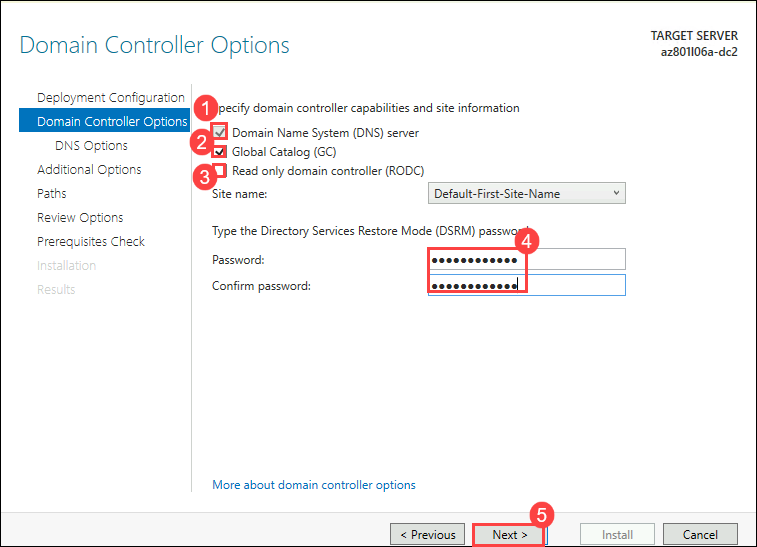 Domain Controller Options
TARGET SERVER
az801l06a-dc2
Deployment Configuration
Domain Controller Options
DNS Options
Additional Options
Paths
Review Options
Prerequisites Check
Installation
Results
1
pecify domain controller capabilities and site information
Domain Name System (DNS) server
2
Global Catalog (GC)
3
Read only domain controller (RODC)
Site name:
Default-First-Site-Name
Type the Directory Services Restore Mode (DSRM) password
4
Password:
●●●●●●●●●●●●
Confirm password:
●●●●●●●●●●●●
More about domain controller options
5
< Previous
Next >
Install
Cancel